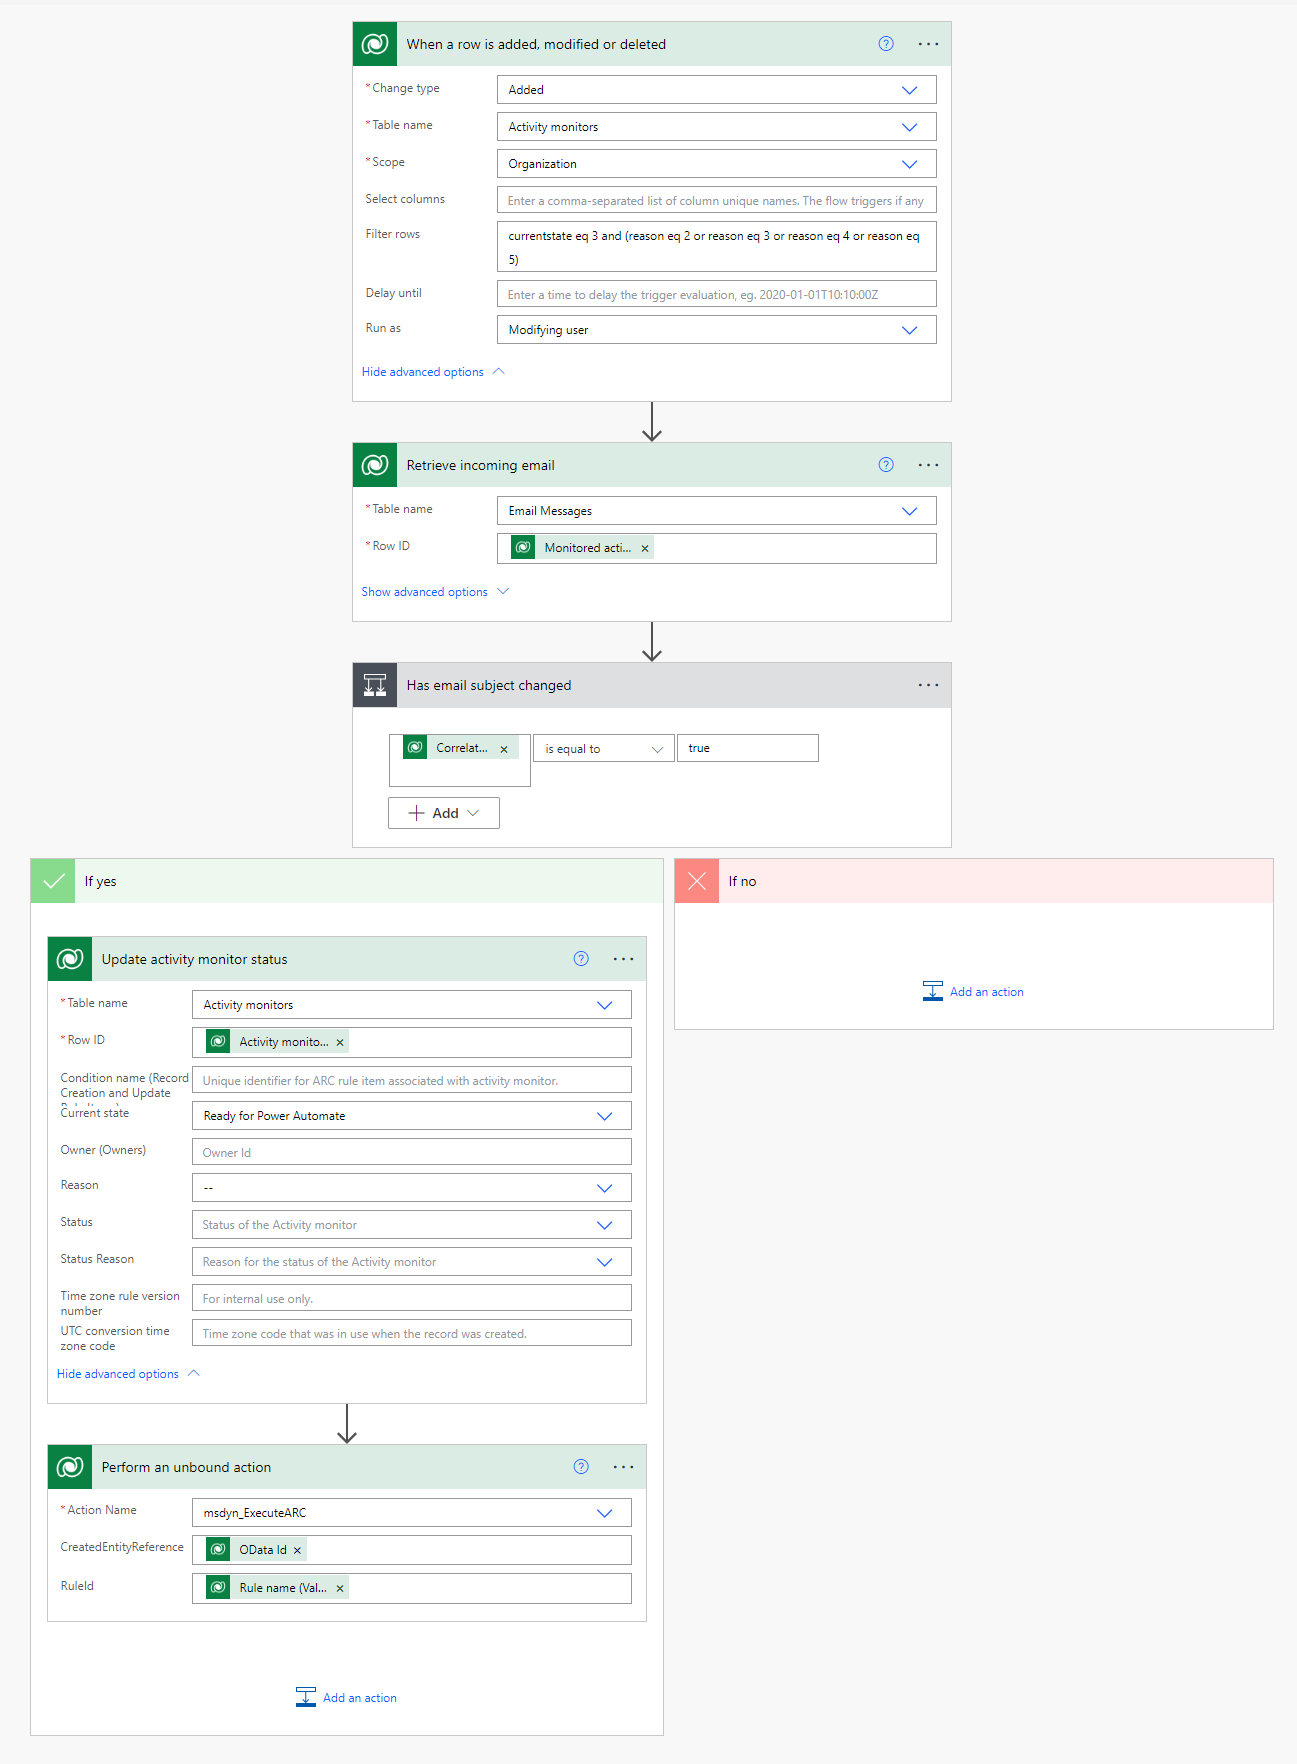 When a row is added, modified or deleted
* Change type
Added
* Table name
Activity monitors
* Scope
Organization
Select columns
Enter a comma-separated list of column unique names. The flow triggers if any
Filter rows
currentstate eq 3 and (reason eq 2 or reason eq 3 or reason eq 4 or reason eq
5)
Delay until
Enter a time to delay the trigger evaluation, eg. 2020-01-01T10:10:00Z
Run as
Modifying user
Hide advanced options
Retrieve incoming email
* Table name
Email Messages
* Row ID
Monitored acti... ×
Show advanced options
Has email subject changed
Correlat... ×
is equal to
true
+ Add
If yes
If no
Add an action
Update activity monitor status
* Table name
Activity monitors
* Row ID
Activity monito... ×
Condition name (Record
Creation and Update
Unique identifier for ARC rule item associated with activity monitor.
Current state
Ready for Power Automate
Owner (Owners)
Owner Id
Reason
--
Status
Status of the Activity monitor
Status Reason
Reason for the status of the Activity monitor
Time zone rule version
number
For internal use only.
UTC conversion time
zone code
Time zone code that was in use when the record was created.
Hide advanced options
Perform an unbound action
* Action Name
msdyn_ExecuteARC
CreatedEntityReference
OData Id ×
RuleId
Rule name (Val... ×
Add an action